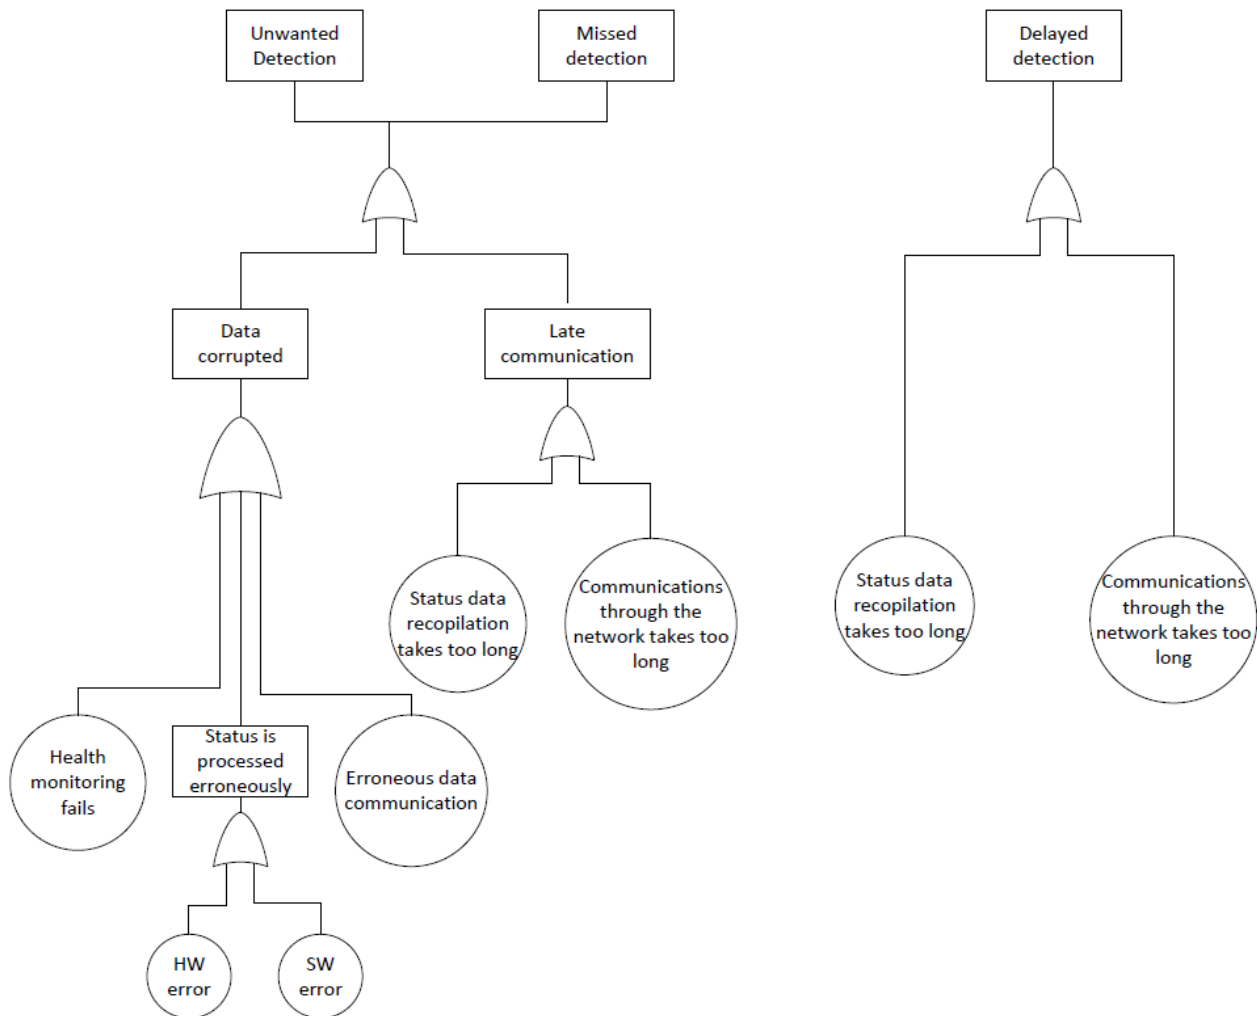 Unwanted
Detection
Missed
detection
Delayed
detection
Data
corrupted
Late
communication
Status data
recopilation
takes too long
Communications
through the
network takes too
long
Status data
recopilation
takes too long
Communications
through the
network takes too
long
Health
monitoring
fails
Status is
processed
erroneously
Erroneous data
communication
HW
error
SW
error